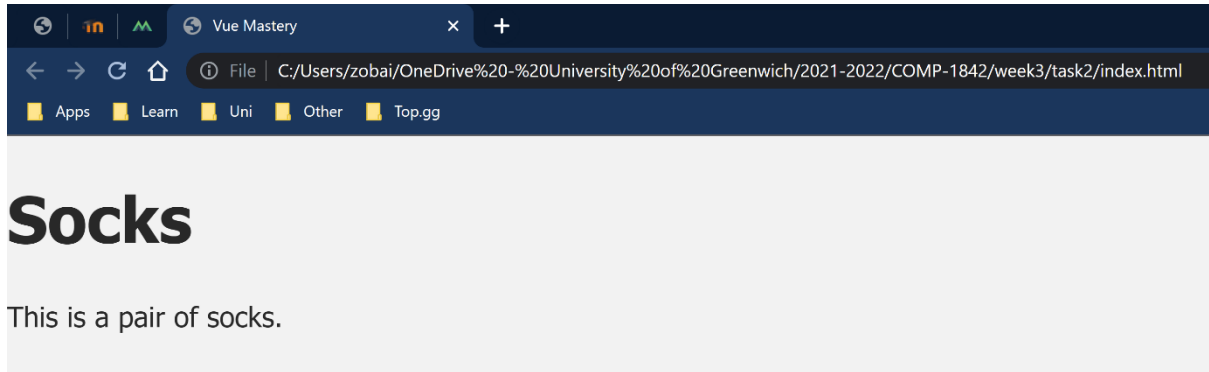 Vue Mastery
File C:/Users/zobai/OneDrive%20-%20University%20of%20Greenwich/2021-2022/COMP-1842/week3/task2/index.html
Apps Learn Uni Other Top.gg
Socks
This is a pair of socks.